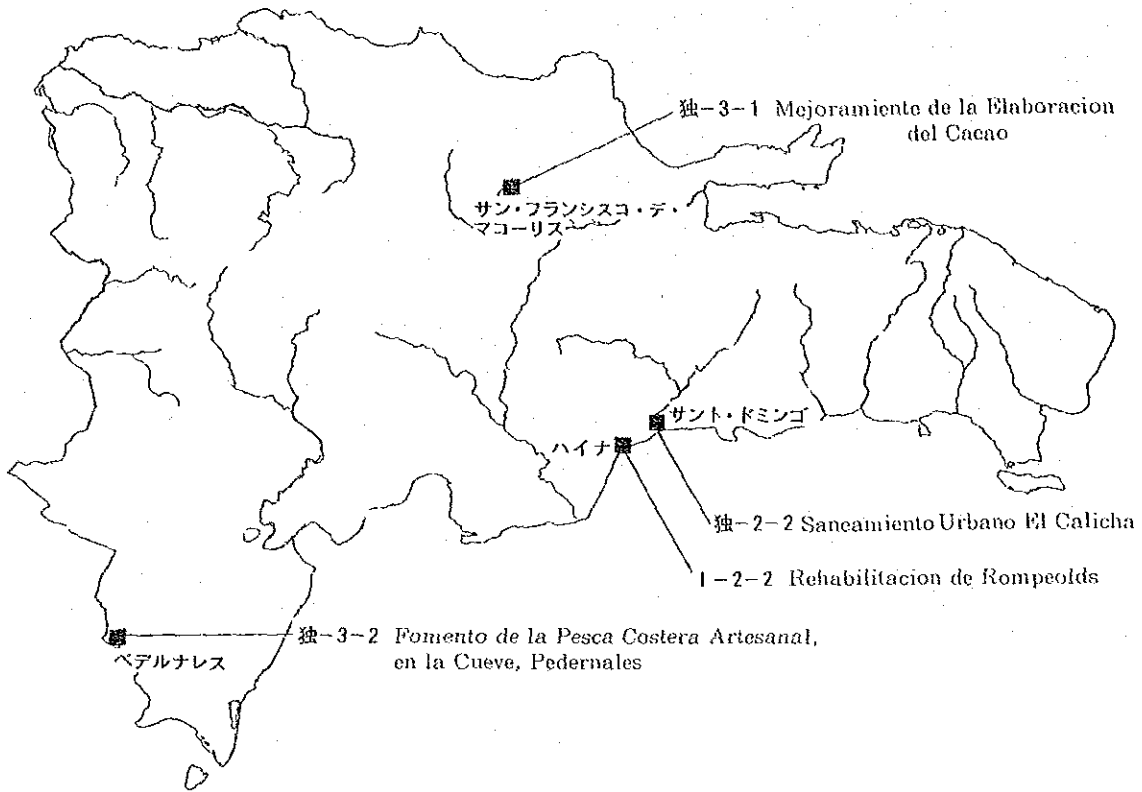 独-3-1 Mejoramiento de la Elaboracion
del Cacao
サン・フランシスコ・デ・
マコーリス
サント・ドミンゴ
ハイナ
独-2-2 Saneamiento Urbano El Calicha
I-2-2 Rehabilitacion de Rompeolds
独-3-2 Fomento de la Pesca Costera Artesanal,
en la Cueve, Pedernales
ペデルナレス